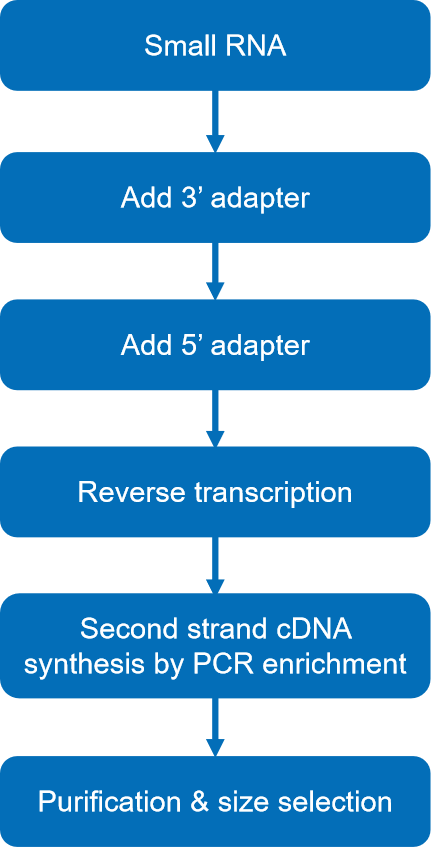 Small RNA
Add 3’ adapter
Add 5’ adapter
Reverse transcription
Second strand cDNA
synthesis by PCR enrichment
Purification & size selection